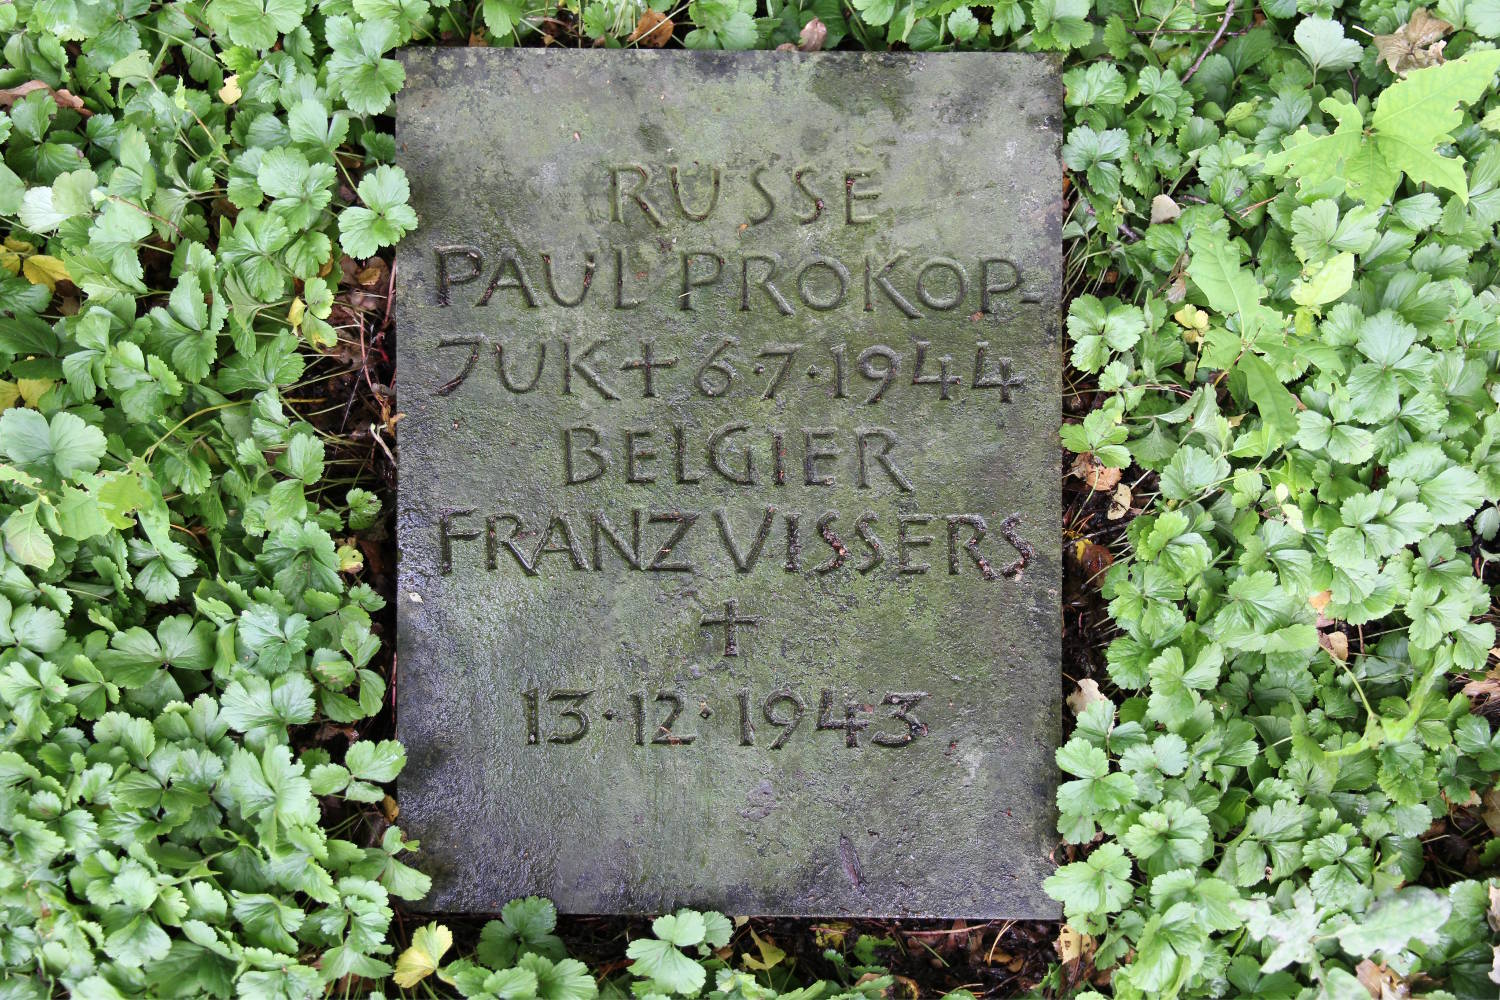 RUSSE
PAUL PROKOP-
JUK + 6·7·1944
BELGIER
FRANZ VISSERS
+
13·12·1943